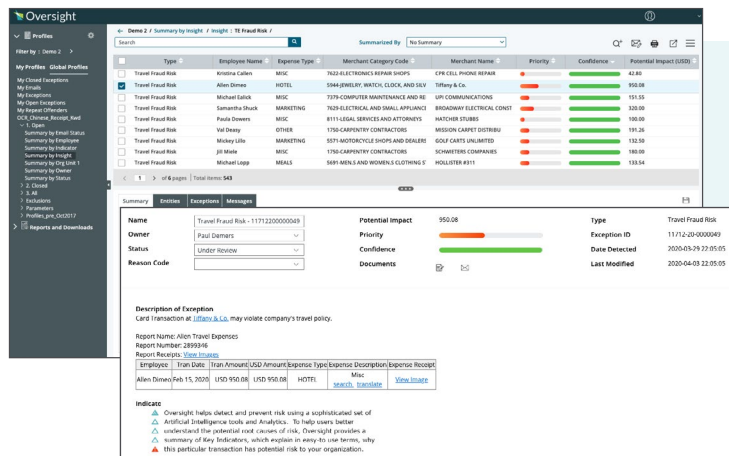 Oversight
Profiles
Filter by : Demo 2 >
My Profiles Global Profiles
My Closed Exceptions
My Emails
My Exceptions
My Open Exceptions
My Repeat Offenders
OCR_Chinese_Receipt_Kwd
1. Open
Summary by Email Status
Summary by Employee
Summary by Indicator
Summary by Insight
Summary by Org Unit 1
Summary by Owner
Summary by Status
> 2. Closed
> 3. All
> Exclusions
> Parameters
> Profiles_pre_Oct2017
> Reports and Downloads
← Demo 2 / Summary by Insight / Insight : TE Fraud Risk /
Search
Summarized By No Summary
Type Employee Name Expense Type Merchant Category Code Merchant Name Priority Confidence Potential Impact (USD)
Travel Fraud Risk Kristina Callen MISC 7622-ELECTRONICS REPAIR SHOPS CPR CELL PHONE REPAIR 42.80
Travel Fraud Risk Allen Dimeo HOTEL 5944-JEWELRY, WATCH, CLOCK, AND SILV Tiffany & Co. 950.08
Travel Fraud Risk Michael Ealick MISC 7379-COMPUTER MAINTENANCE AND RE UPI COMMUNICATIONS 151.55
Travel Fraud Risk Samantha Shuck MARKETING 7629-ELECTRICAL AND SMALL APPLIANCE BROADWAY ELECTRICAL CONST 320.00
Travel Fraud Risk Paula Dowers MISC 8111-LEGAL SERVICES AND ATTORNEYS HATCHER STUBBS 100.00
Travel Fraud Risk Val Deasy OTHER 1750-CARPENTRY CONTRACTORS MISSION CARPET DISTRIBU 191.26
Travel Fraud Risk Mickey Lille MARKETING 5571-MOTORCYCLE SHOPS AND DEALERS GOLF CARTS UNLIMITED 132.50
Travel Fraud Risk Jil Miele MISC 1750-CARPENTRY CONTRACTORS SCHWEITERS COMPANIES 180.00
Travel Fraud Risk Michael Lopp MEALS 5691-MEN.S AND WOMEN.S CLOTHING S HOLLISTER #311 133.54
< 1 > of 6 pages | Total items: 543
Summary Entities Exceptions Messages
Name Travel Fraud Risk - 11712200000049 Potential Impact 950.08 Type Travel Fraud Risk
Owner Paul Demers Priority Exception ID 11712-20-0000049
Status Under Review Confidence Date Detected 2020-03-29 22:05:05
Reason Code Documents Last Modified 2020-04-03 22:05:05
Description of Exception
Card Transaction at Tiffany & Co. may violate company's travel policy.
Report Name: Allen Travel Expenses
Report Number: 2899346
Report Receipts: View Images
Employee Tran Date Tran Amount USD Amount Expense Type Expense Description Expense Receipt
Allen Dimeo Feb 15, 2020 USD 950.08 USD 950.08 HOTEL Misc search, translate View Image
Indicate
Oversight helps detect and prevent risk using a sophisticated set of
Artificial Intelligence tools and Analytics. To help users better
understand the potential root causes of risk, Oversight provides a
summary of Key Indicators, which explain in easy-to use terms, why
this particular transaction has potential risk to your organization.